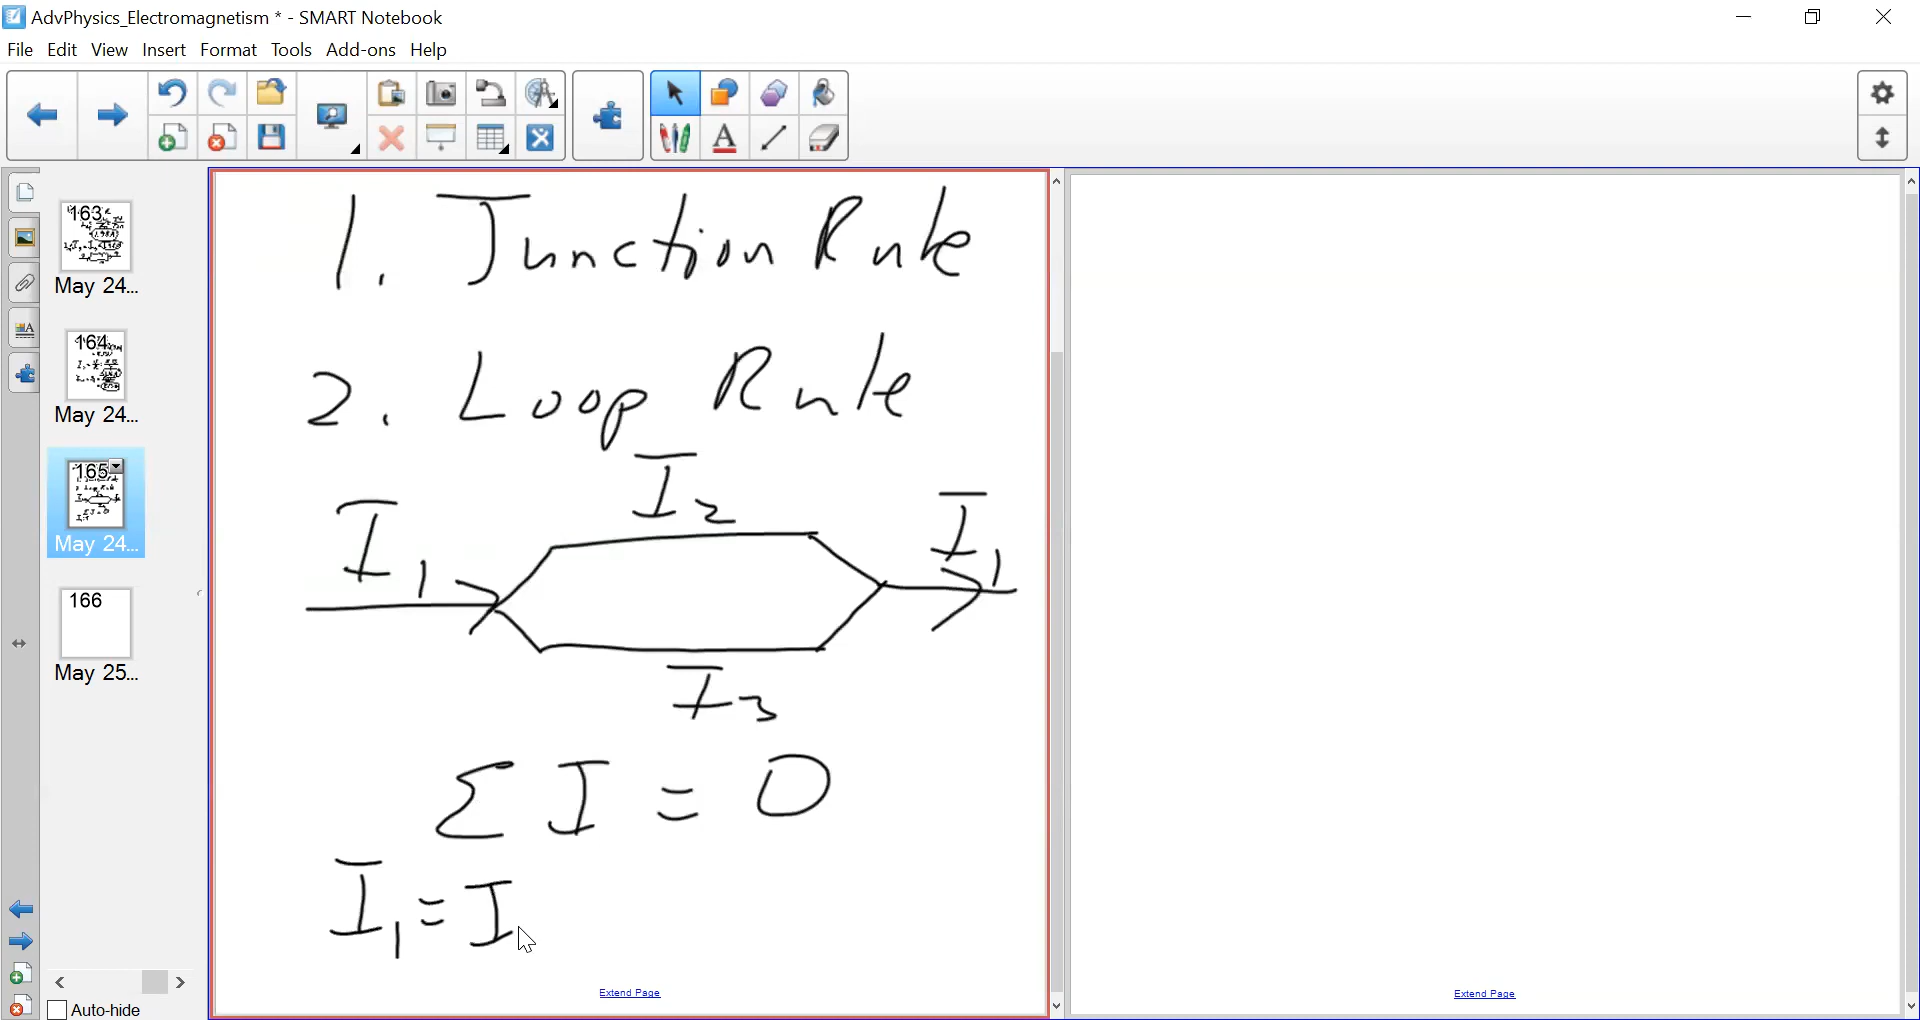 AdvPhysics_Electromagnetism * - SMART Notebook
File Edit View Insert Format Tools Add-ons Help
163
May 24...
164
May 24...
165
May 24...
166
May 25...
Auto-hide
1. Junction Rule
2. Loop Rule
I₂
I₁
I₁
I₃
Σ I = 0
I₁ = I
Extend Page
Extend Page